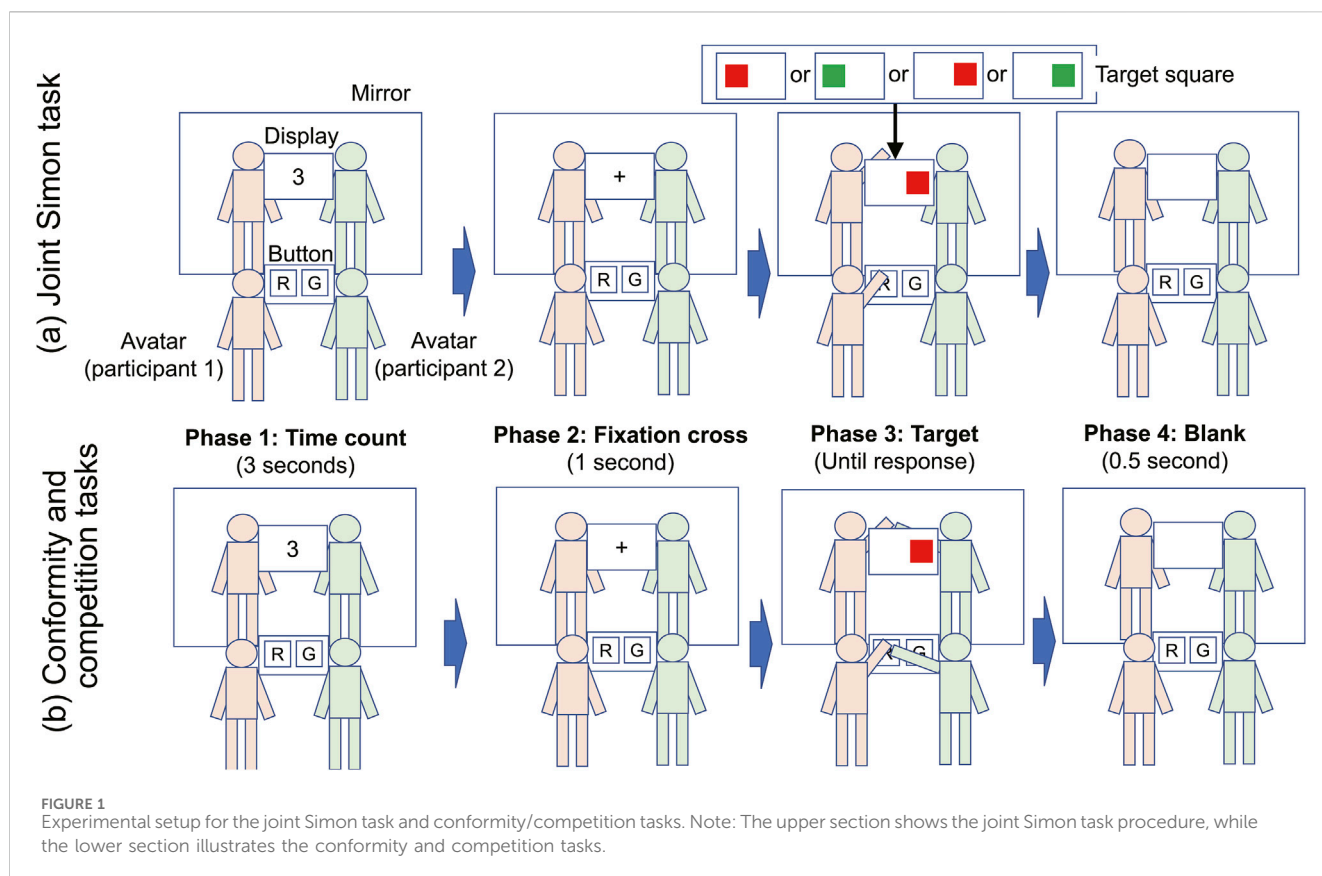 (a) Joint Simon task
or
or
or
Target square
Mirror
Display
3
+
Button
R G
R G
R G
R G
Avatar
(participant 1)
Avatar
(participant 2)
Phase 1: Time count
(3 seconds)
Phase 2: Fixation cross
(1 second)
Phase 3: Target
(Until response)
Phase 4: Blank
(0.5 second)
(b) Conformity and
competition tasks
3
+
R G
R G
R G
R G
FIGURE 1
Experimental setup for the joint Simon task and conformity/competition tasks. Note: The upper section shows the joint Simon task procedure, while
the lower section illustrates the conformity and competition tasks.